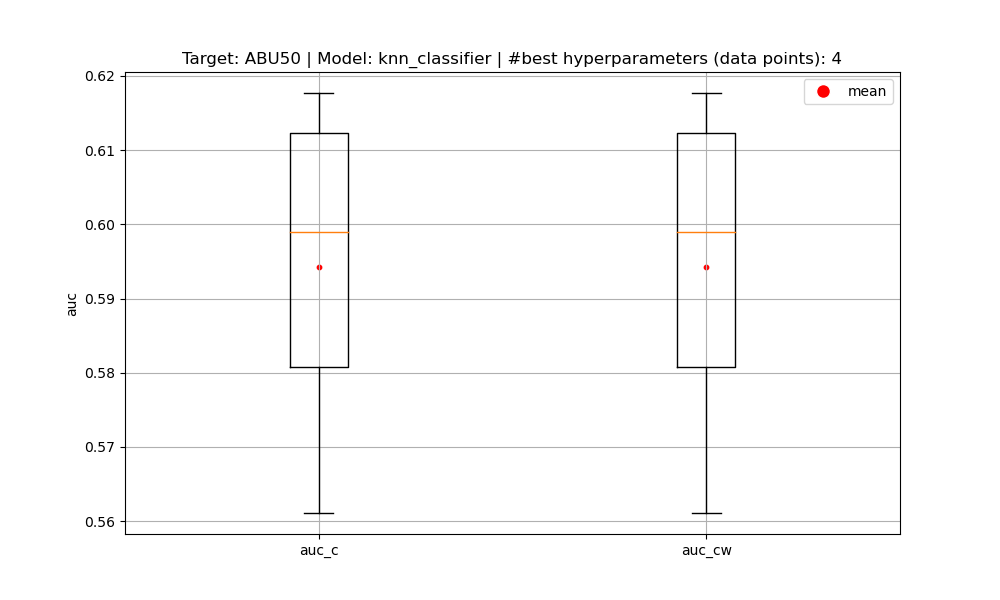 Target: ABU50 | Model: knn_classifier | #best hyperparameters (data points): 4
mean
0.62
0.61
0.60
0.59
0.58
0.57
0.56
auc
auc_c
auc_cw